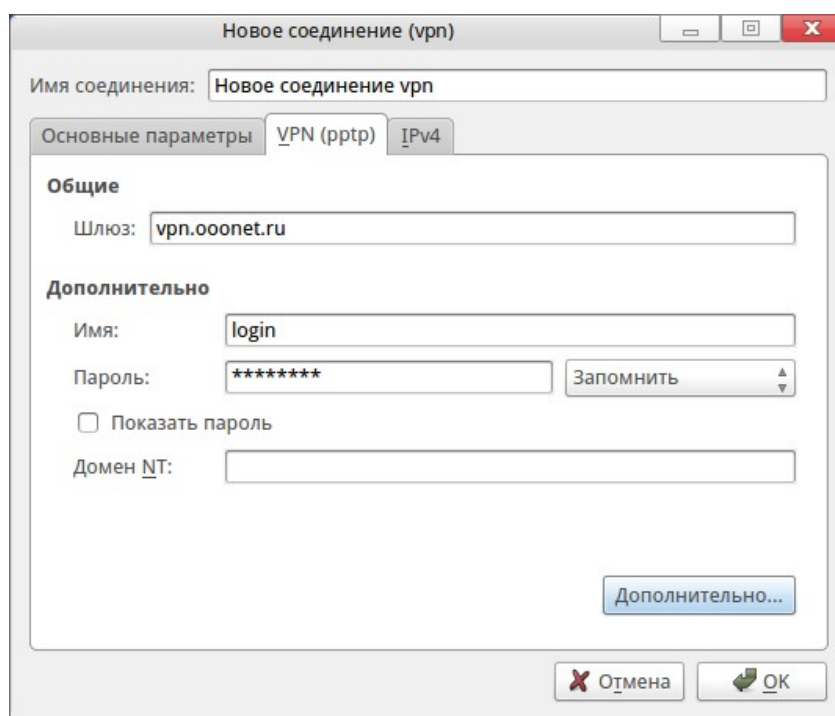 Новое соединение (vpn)
Имя соединения: Новое соединение vpn
Основные параметры VPN (pptp) IPv4
Общие
Шлюз: vpn.ooonet.ru
Дополнительно
Имя: login
Пароль: ******** Запомнить
Показать пароль
Домен NT:
Дополнительно...
Отмена OK